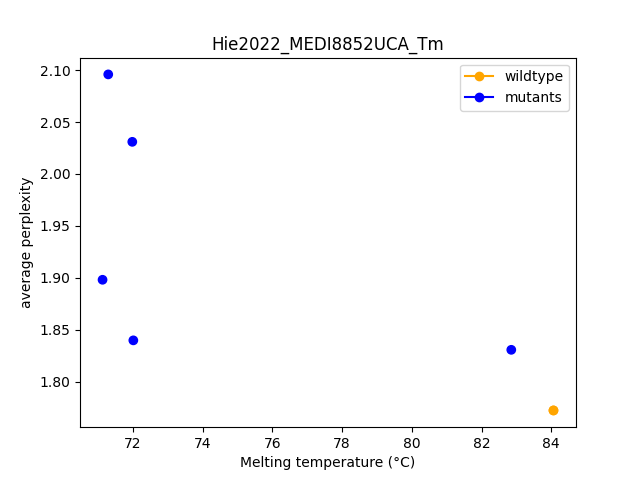 Hie2022_MEDI8852UCA_Tm
wildtype
mutants
average perplexity
2.10
2.05
2.00
1.95
1.90
1.85
1.80
72 74 76 78 80 82 84
Melting temperature (°C)